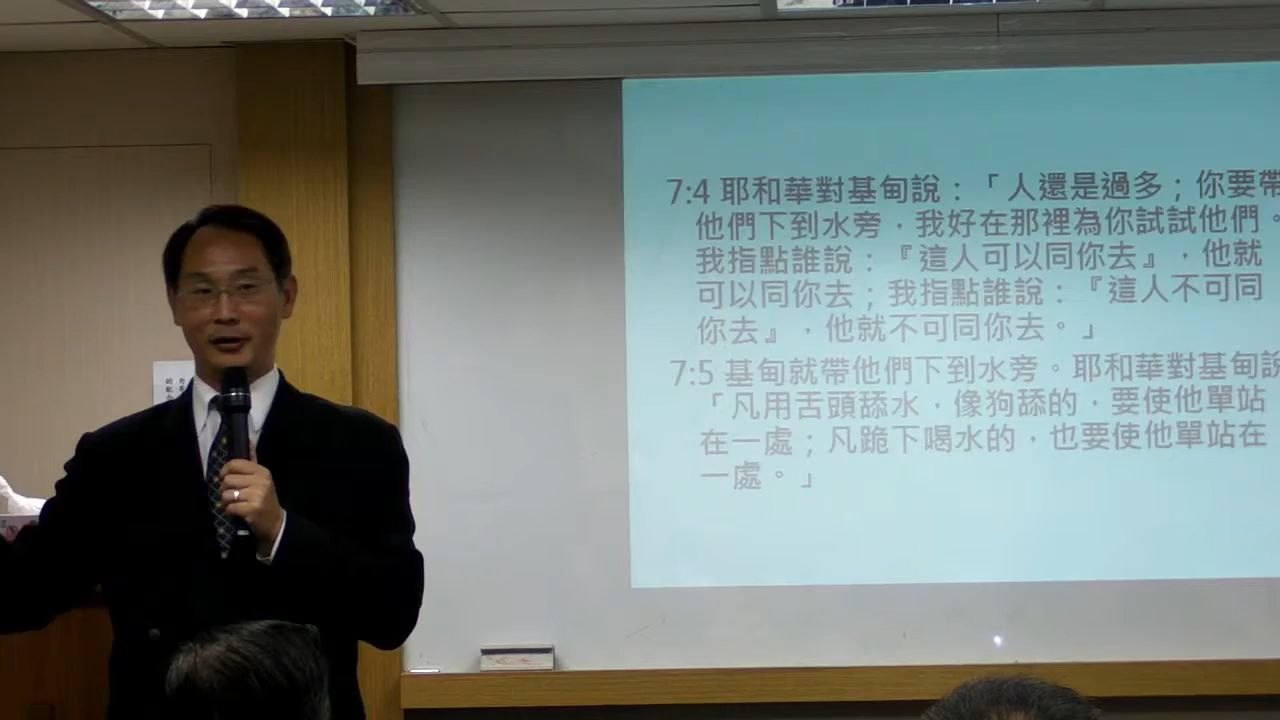 7:4 耶和華對基甸說：「人還是過多；你要帶
他們下到水旁，我好在那裡為你試試他們。
我指點誰說：『這人可以同你去』，他就
可以同你去；我指點誰說：『這人不可同
你去』，他就不可同你去。」
7:5 基甸就帶他們下到水旁。耶和華對基甸說
「凡用舌頭舔水，像狗舔的，要使他單站
在一處；凡跪下喝水的，也要使他單站在
一處。」